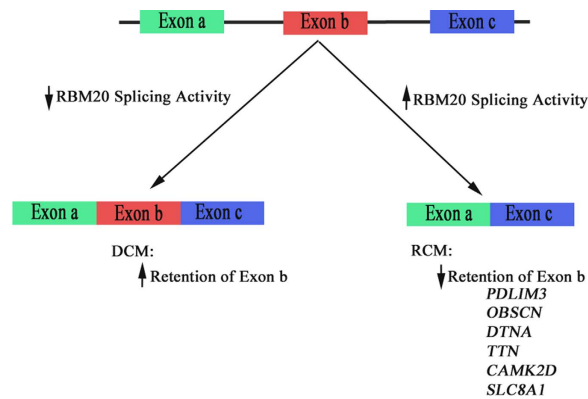 Exon a Exon b Exon c
RBM20 Splicing Activity
RBM20 Splicing Activity
Exon a Exon b Exon c
Exon a Exon c
DCM:
Retention of Exon b
RCM:
Retention of Exon b
PDLIM3
OBSCN
DTNA
TTN
CAMK2D
SLC8A1